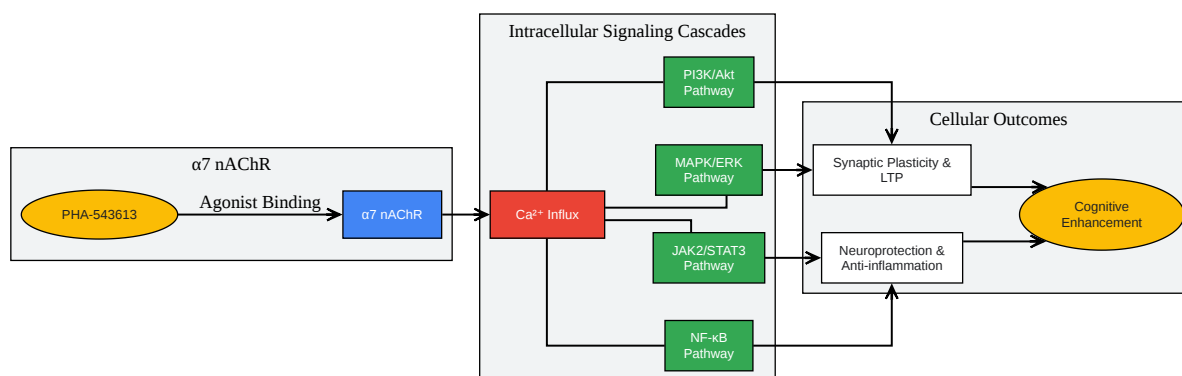 Intracellular Signaling Cascades
PI3K/Akt
Pathway
Cellular Outcomes
α7 nAChR
MAPK/ERK
Pathway
Synaptic Plasticity &
LTP
PHA-543613
Agonist Binding
α7 nAChR
Ca²⁺ Influx
Cognitive
Enhancement
JAK2/STAT3
Pathway
Neuroprotection &
Anti-inflammation
NF-κB
Pathway